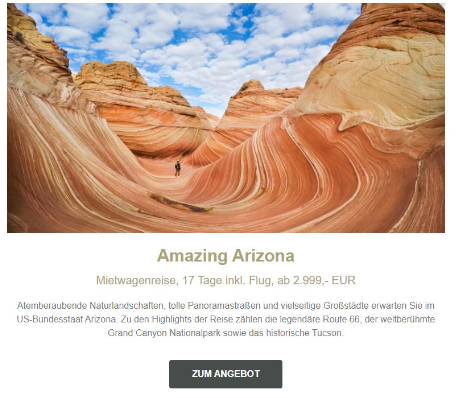 Amazing Arizona
Mietwagenreise, 17 Tage inkl. Flug, ab 2.999,- EUR
Atemberaubende Naturlandschaften, tolle Panoramastraßen und vielseitige Großstädte erwarten Sie im
US-Bundesstaat Arizona. Zu den Highlights der Reise zählen die legendäre Route 66, der weltberühmte
Grand Canyon Nationalpark sowie das historische Tucson.
ZUM ANGEBOT